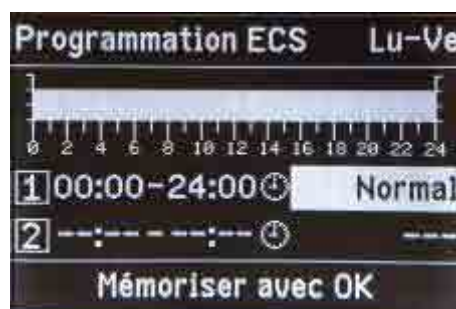 Programmation ECS Lu-Ve
0 2 4 6 8 10 12 14 16 18 20 22 24
1 00:00-24:00 Normal
2 --:-- - --:-- ---
Mémoriser avec OK